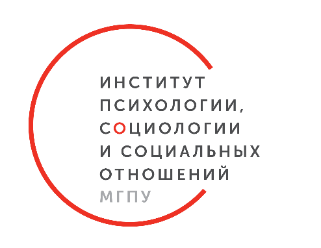 ИНСТИТУТ
ПСИХОЛОГИИ,
СОЦИОЛОГИИ
И СОЦИАЛЬНЫХ
ОТНОШЕНИЙ
МГПУ